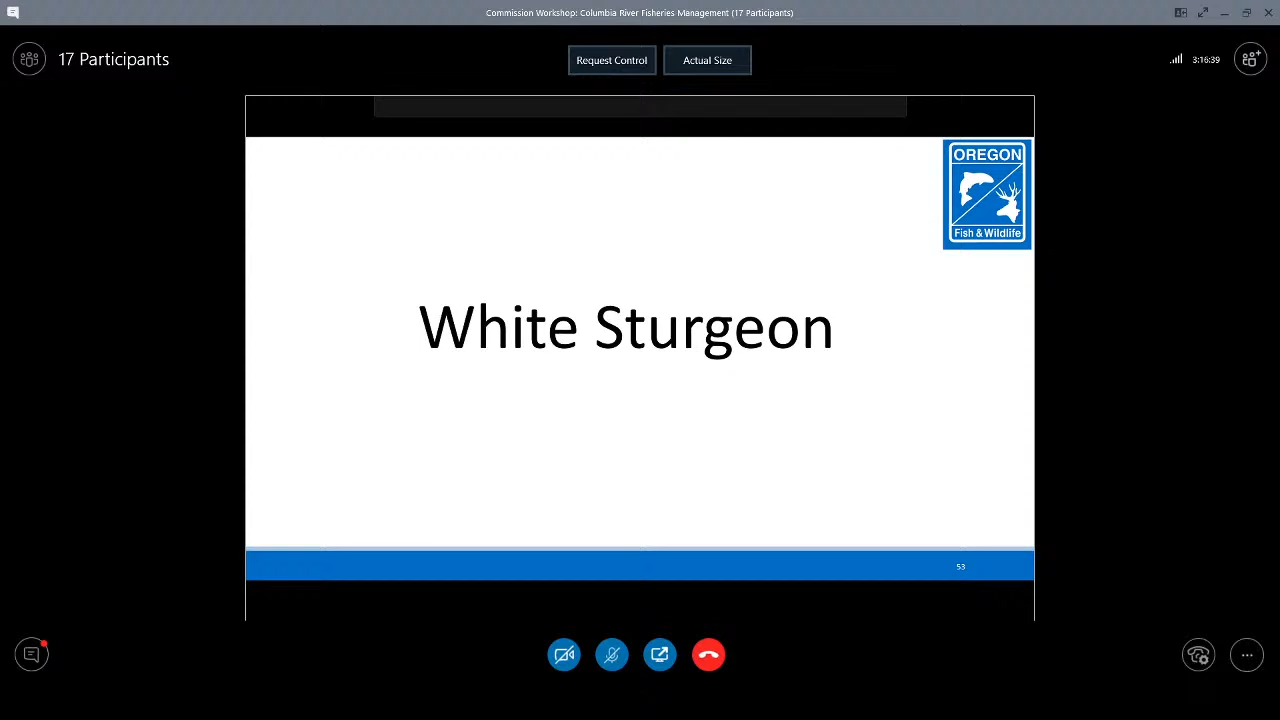 Commission Workshop: Columbia River Fisheries Management (17 Participants)
17 Participants
Request Control
Actual Size
3:16:39
OREGON
Fish & Wildlife
White Sturgeon
53